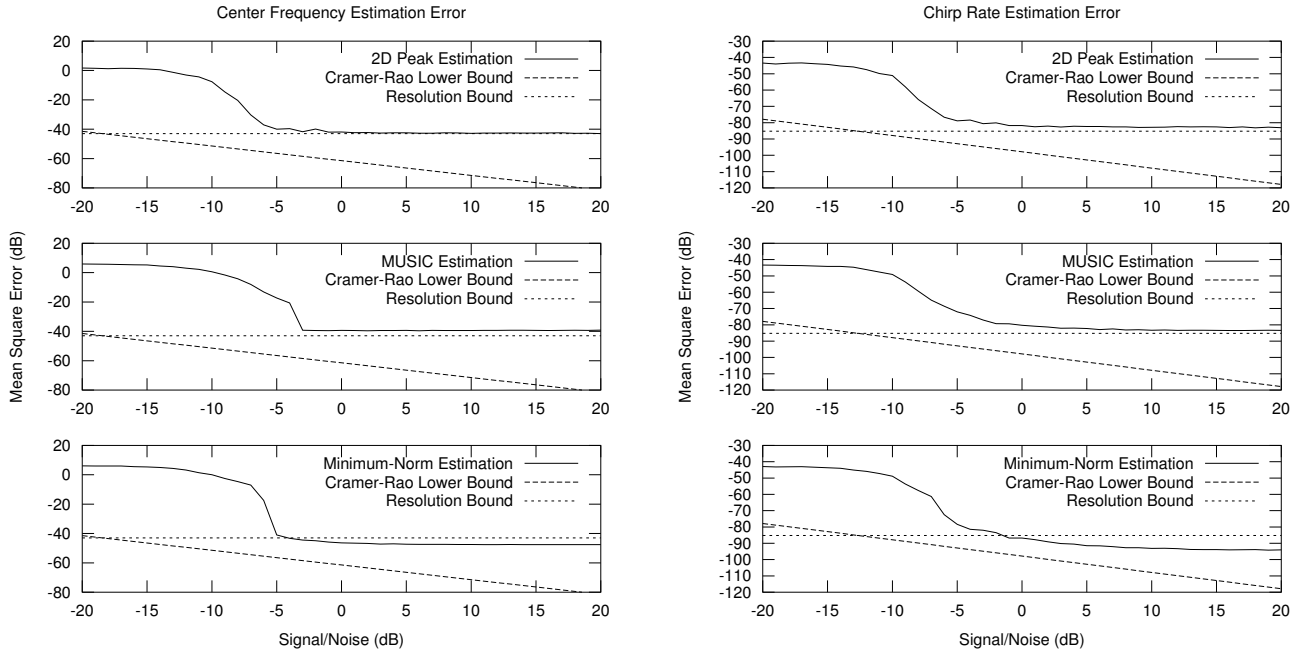 Center Frequency Estimation Error
Chirp Rate Estimation Error
20
0
-20
-40
-60
-80
2D Peak Estimation
Cramer-Rao Lower Bound
Resolution Bound
-20 -15 -10 -5 0 5 10 15 20
-30
-40
-50
-60
-70
-80
-90
-100
-110
-120
2D Peak Estimation
Cramer-Rao Lower Bound
Resolution Bound
-20 -15 -10 -5 0 5 10 15 20
Mean Square Error (dB)
20
0
-20
-40
-60
-80
MUSIC Estimation
Cramer-Rao Lower Bound
Resolution Bound
-20 -15 -10 -5 0 5 10 15 20
Mean Square Error (dB)
-30
-40
-50
-60
-70
-80
-90
-100
-110
-120
MUSIC Estimation
Cramer-Rao Lower Bound
Resolution Bound
-20 -15 -10 -5 0 5 10 15 20
20
0
-20
-40
-60
-80
Minimum-Norm Estimation
Cramer-Rao Lower Bound
Resolution Bound
-20 -15 -10 -5 0 5 10 15 20
Signal/Noise (dB)
-30
-40
-50
-60
-70
-80
-90
-100
-110
-120
Minimum-Norm Estimation
Cramer-Rao Lower Bound
Resolution Bound
-20 -15 -10 -5 0 5 10 15 20
Signal/Noise (dB)